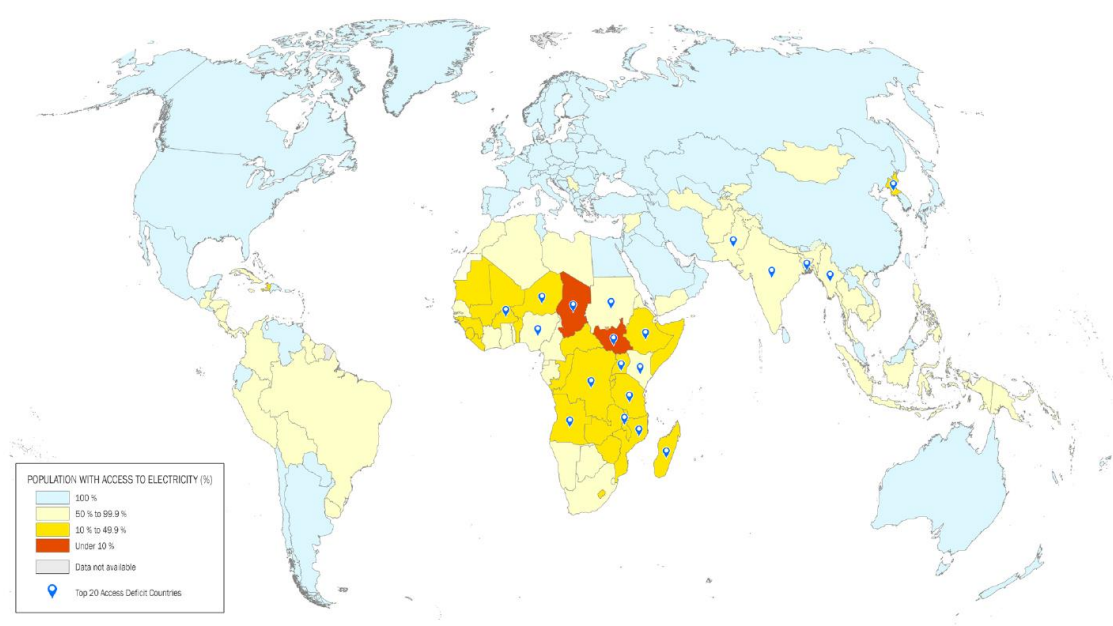 POPULATION WITH ACCESS TO ELECTRICITY (%)
100 %
50 % to 99.9 %
10 % to 49.9 %
Under 10 %
Data not available
Top 20 Access Deficit Countries